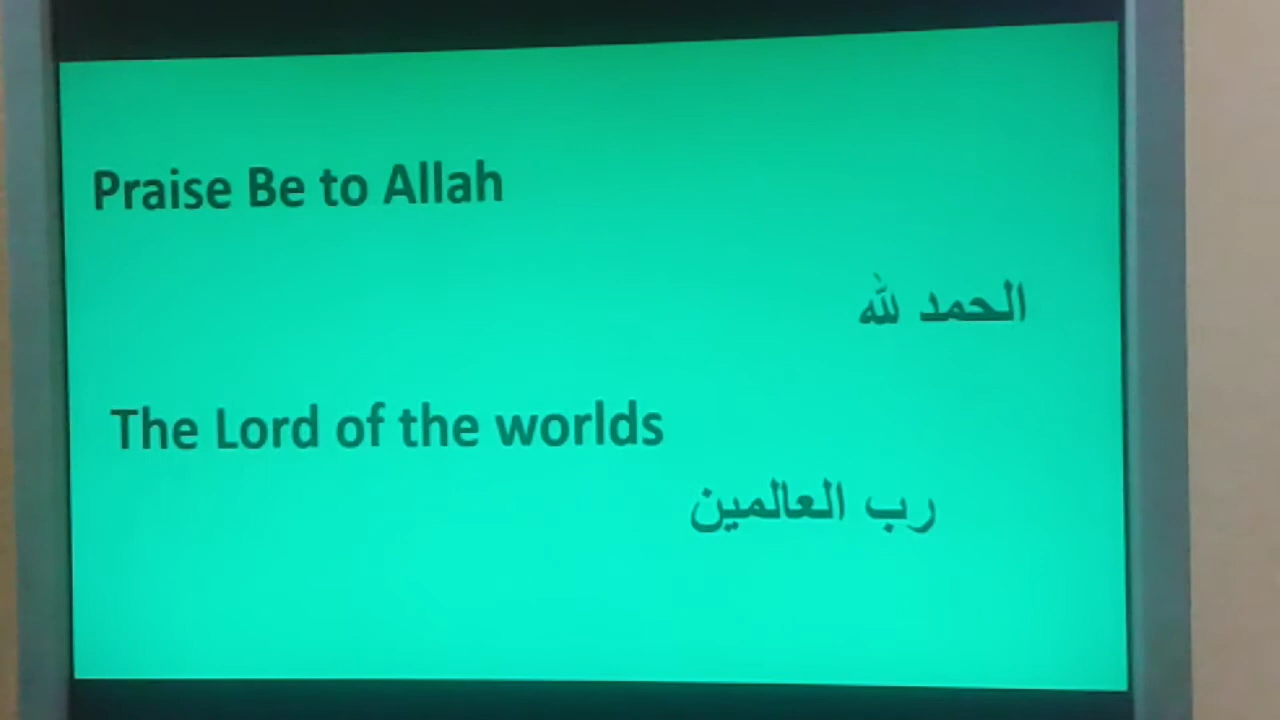 Praise Be to Allah
الحمد لله
The Lord of the worlds
رب العالمين